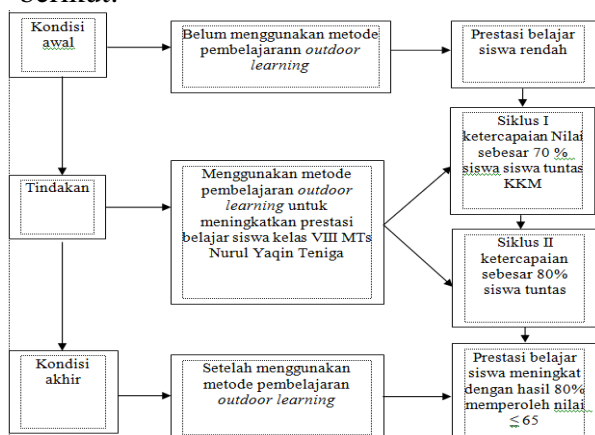 berikut:
Kondisi
awal
Belum menggunakan metode
pembelajarann outdoor
learning
Prestasi belajar
siswa rendah
Siklus I
ketercapaian Nilai
sebesar 70 %
siswa siswa tuntas
KKM
Tindakan
Menggunakan metode
pembelajaran outdoor
learning untuk
meningkatkan prestasi
belajar siswa kelas VIII MTs
Nurul Yaqin Teniga
Siklus II
ketercapaian
sebesar 80%
siswa tuntas
Kondisi
akhir
Setelah menggunakan
metode pembelajaran
outdoor learning
Prestasi belajar
siswa meningkat
dengan hasil 80%
memperoleh nilai
≤ 65